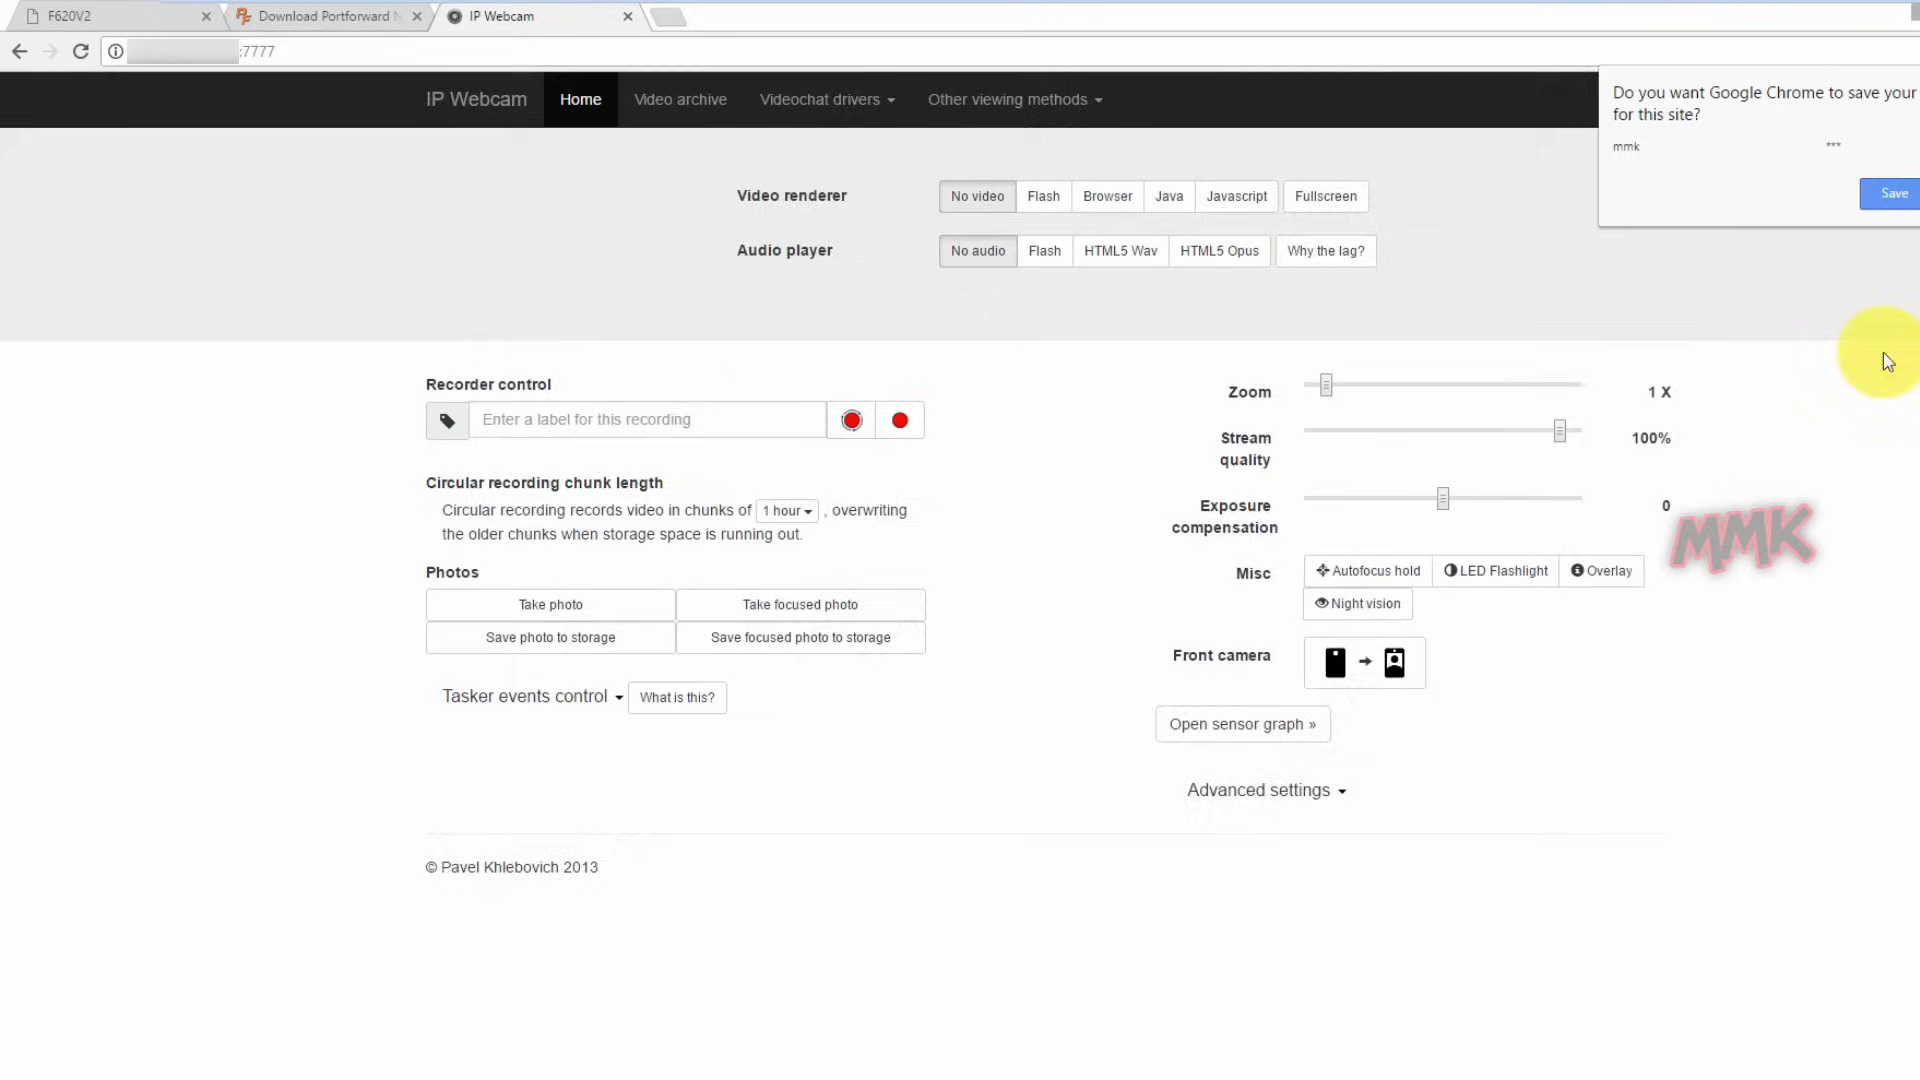 F620V2
Download Portforward N
IP Webcam
:7777
IP Webcam
Home
Video archive
Videochat drivers
Other viewing methods
Do you want Google Chrome to save your
for this site?
mmk
***
Save
Video renderer
No video
Flash
Browser
Java
Javascript
Fullscreen
Audio player
No audio
Flash
HTML5 Wav
HTML5 Opus
Why the lag?
Recorder control
Enter a label for this recording
Circular recording chunk length
Circular recording records video in chunks of 1 hour , overwriting
the older chunks when storage space is running out.
Photos
Take photo
Take focused photo
Save photo to storage
Save focused photo to storage
Tasker events control
What is this?
Zoom
1 X
Stream
quality
100%
Exposure
compensation
0
MMK
Misc
Autofocus hold
LED Flashlight
Overlay
Night vision
Front camera
Open sensor graph »
Advanced settings
© Pavel Khlebovich 2013